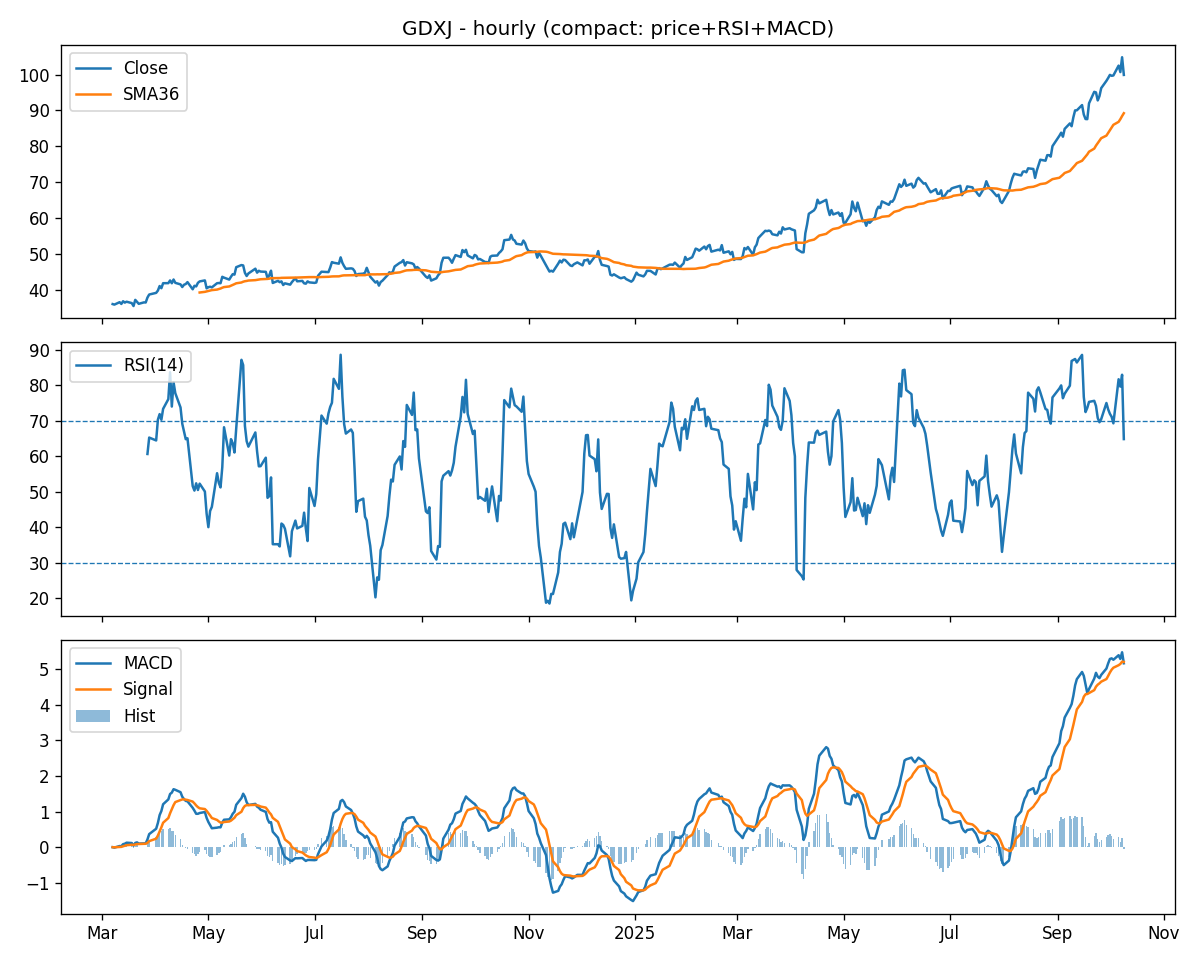 GDXJ - hourly (compact: price+RSI+MACD)
Close
SMA36
100
90
80
70
60
50
40
RSI(14)
90
80
70
60
50
40
30
20
MACD
Signal
Hist
5
4
3
2
1
0
−1
Mar May Jul Sep Nov 2025 Mar May Jul Sep Nov